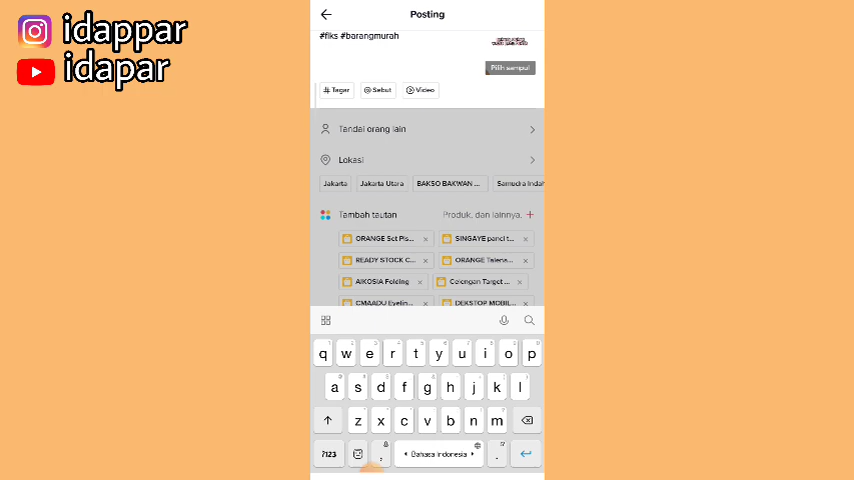 idappar
idapar
Posting
#fiks #barangmurah
Pilih sampul
# Tagar
@ Sebut
Video
Tandai orang lain
Lokasi
Jakarta
Jakarta Utara
BAKSO BAKWAN ...
Samudra Indah
Tambah tautan
Produk, dan lainnya. +
ORANGE Set Pis... ×
SINGAYE panci t... ×
READY STOCK C... ×
ORANGE Talena... ×
AIKOSIA Folding ×
Celengan Target ... ×
CMAADU Eyelin... ×
DEKSTOP MOBIL... ×
q w e r t y u i o p
a s d f g h j k l
z x c v b n m
?123 , Bahasa Indonesia .